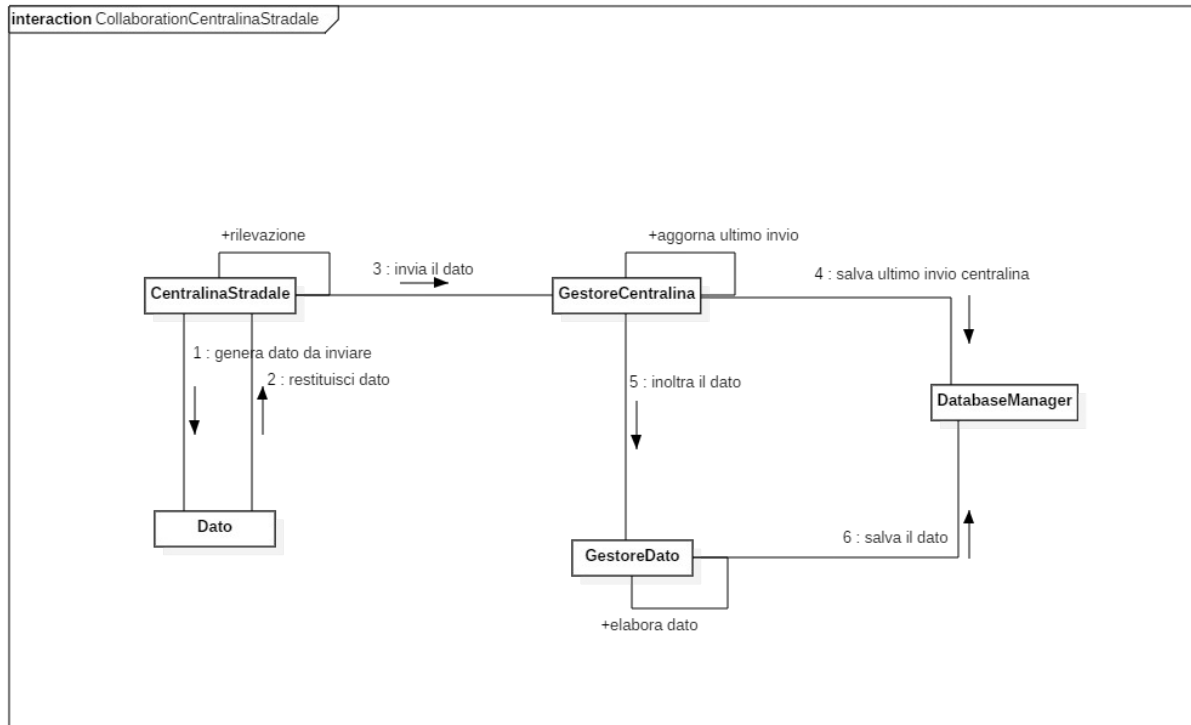 interaction CollaborationCentralinaStradale
+rilevazione
+aggorna ultimo invio
3 : invia il dato
4 : salva ultimo invio centralina
CentralinaStradale
GestoreCentralina
1 : genera dato da inviare
2 : restituisci dato
5 : inoltra il dato
DatabaseManager
Dato
6 : salva il dato
GestoreDato
+elabora dato